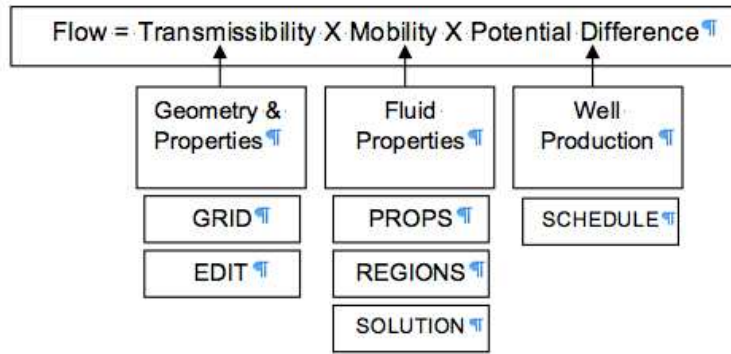 Flow = Transmissibility X Mobility X Potential Difference¶
Geometry &
Properties¶
Fluid
Properties¶
Well
Production¶
GRID¶
EDIT¶
PROPS¶
REGIONS¶
SOLUTION¶
SCHEDULE¶